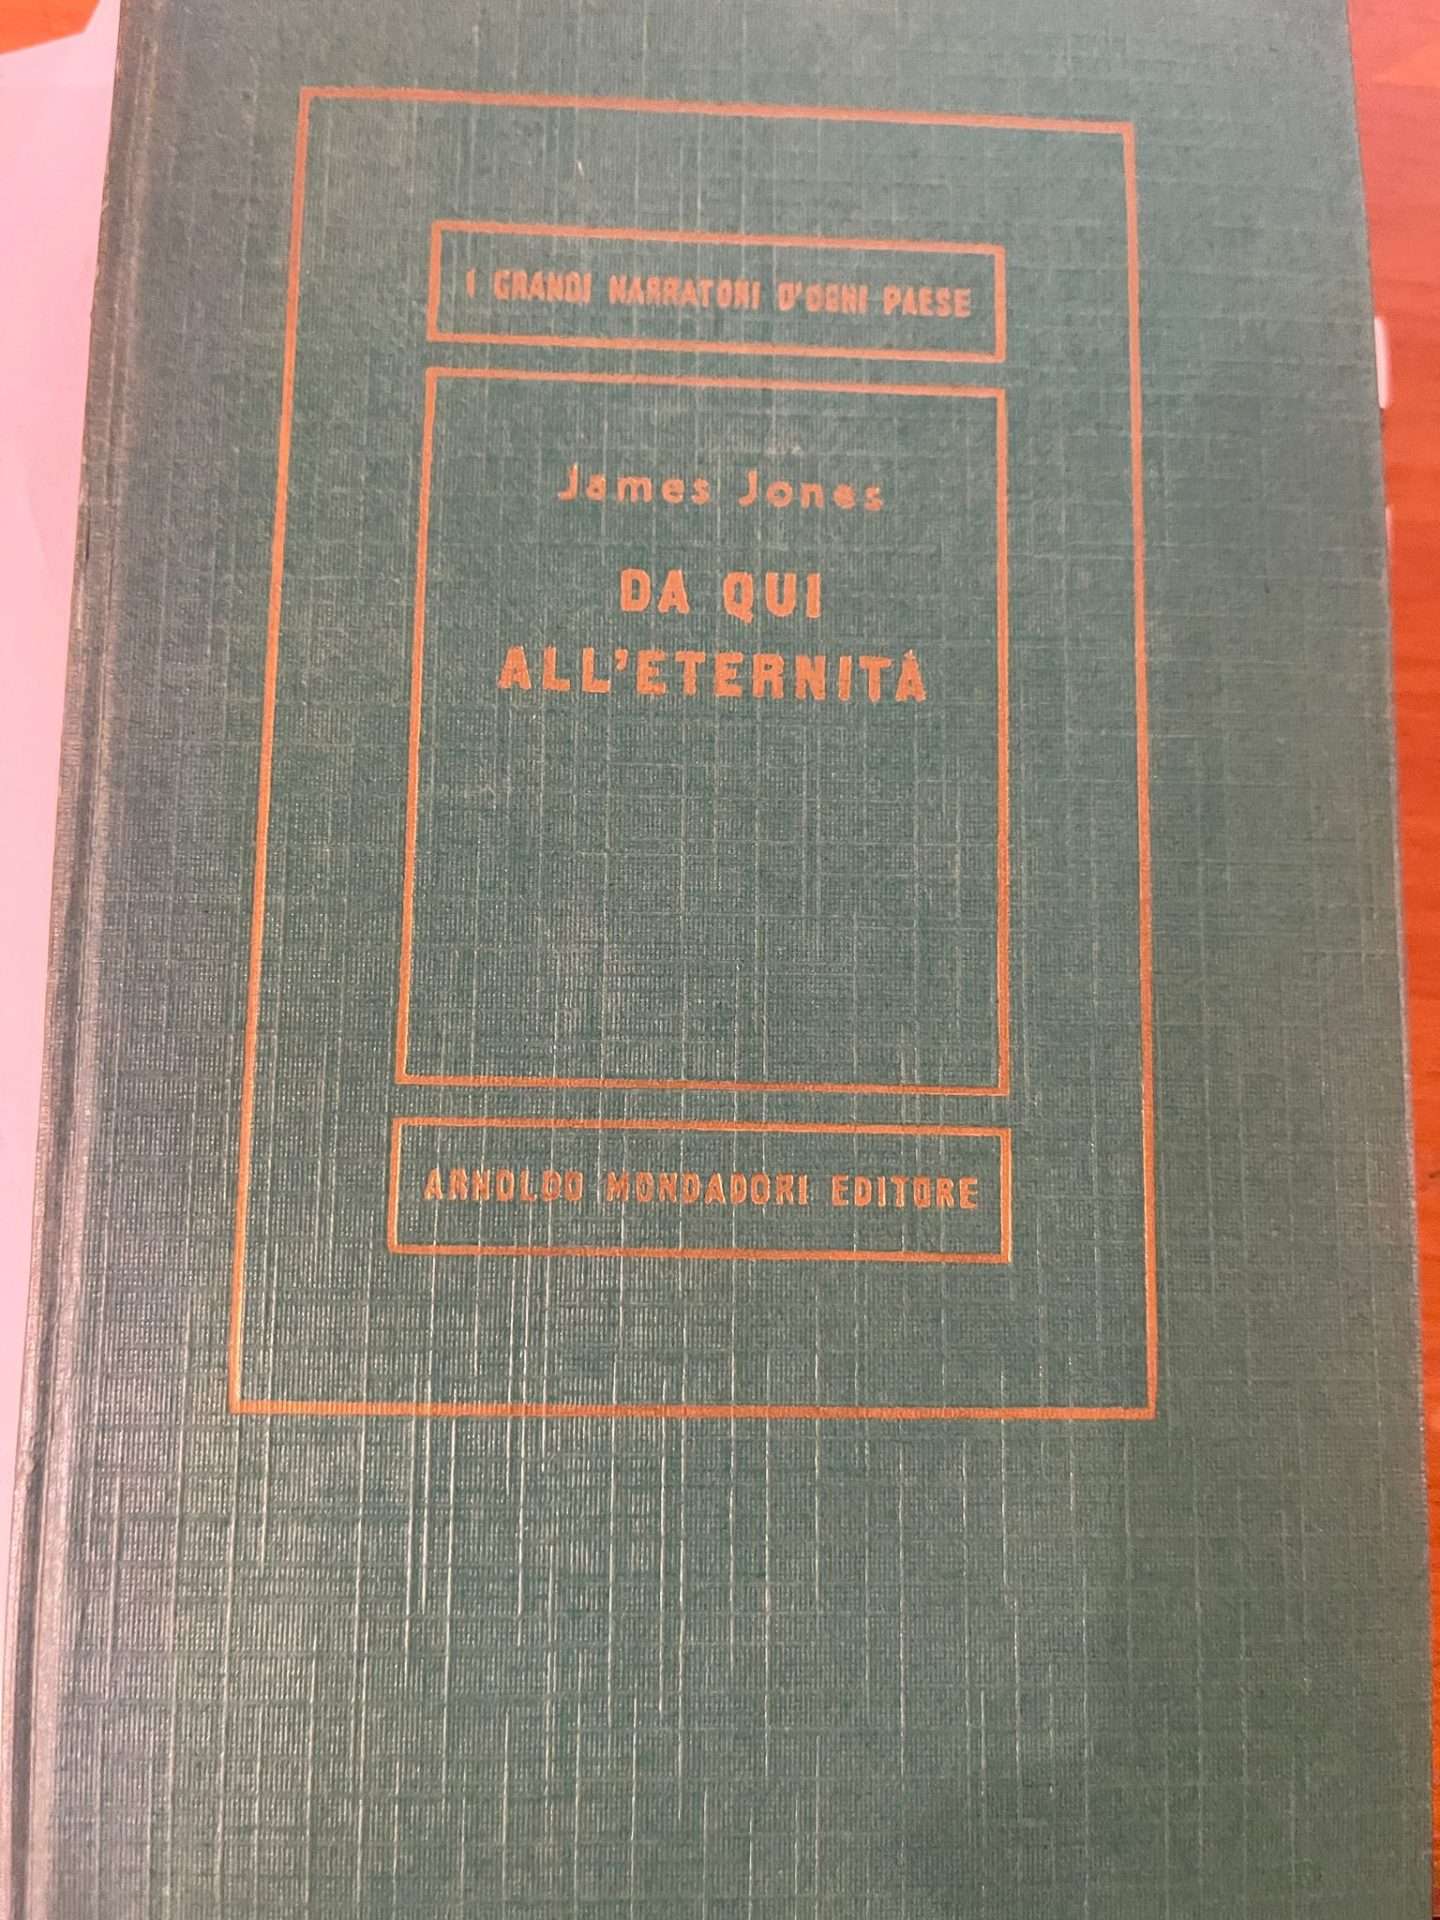 I GRANDI NARRATORI D'OGNI PAESE
James Jones
DA QUI
ALL'ETERNITÀ
ARNOLDO MONDADORI EDITORE